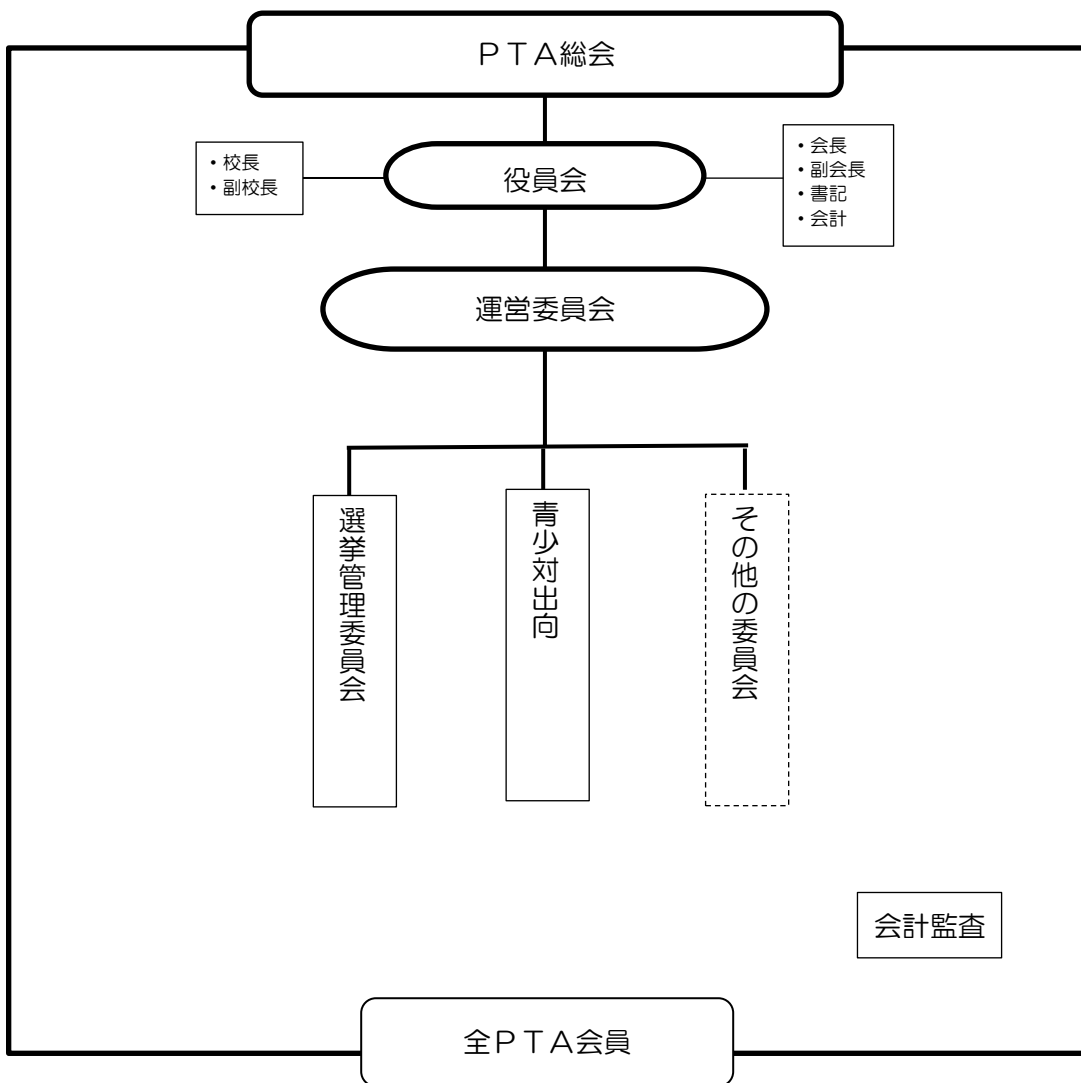 ＰＴＡ総会
・校長
・副校長
役員会
・会長
・副会長
・書記
・会計
運営委員会
選挙管理委員会
青少対出向
その他の委員会
会計監査
全ＰＴＡ会員